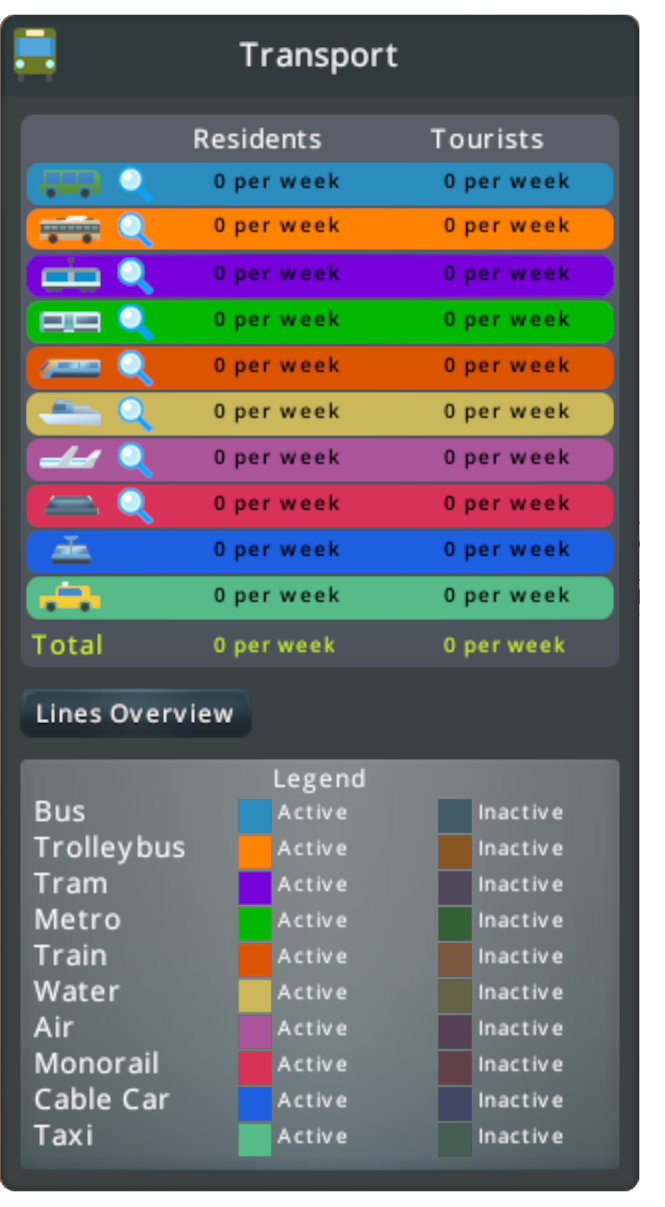 Transport
Residents Tourists
0 per week 0 per week
0 per week 0 per week
0 per week 0 per week
0 per week 0 per week
0 per week 0 per week
0 per week 0 per week
0 per week 0 per week
0 per week 0 per week
0 per week 0 per week
0 per week 0 per week
Total 0 per week 0 per week
Lines Overview
Legend
Bus Active Inactive
Trolleybus Active Inactive
Tram Active Inactive
Metro Active Inactive
Train Active Inactive
Water Active Inactive
Air Active Inactive
Monorail Active Inactive
Cable Car Active Inactive
Taxi Active Inactive